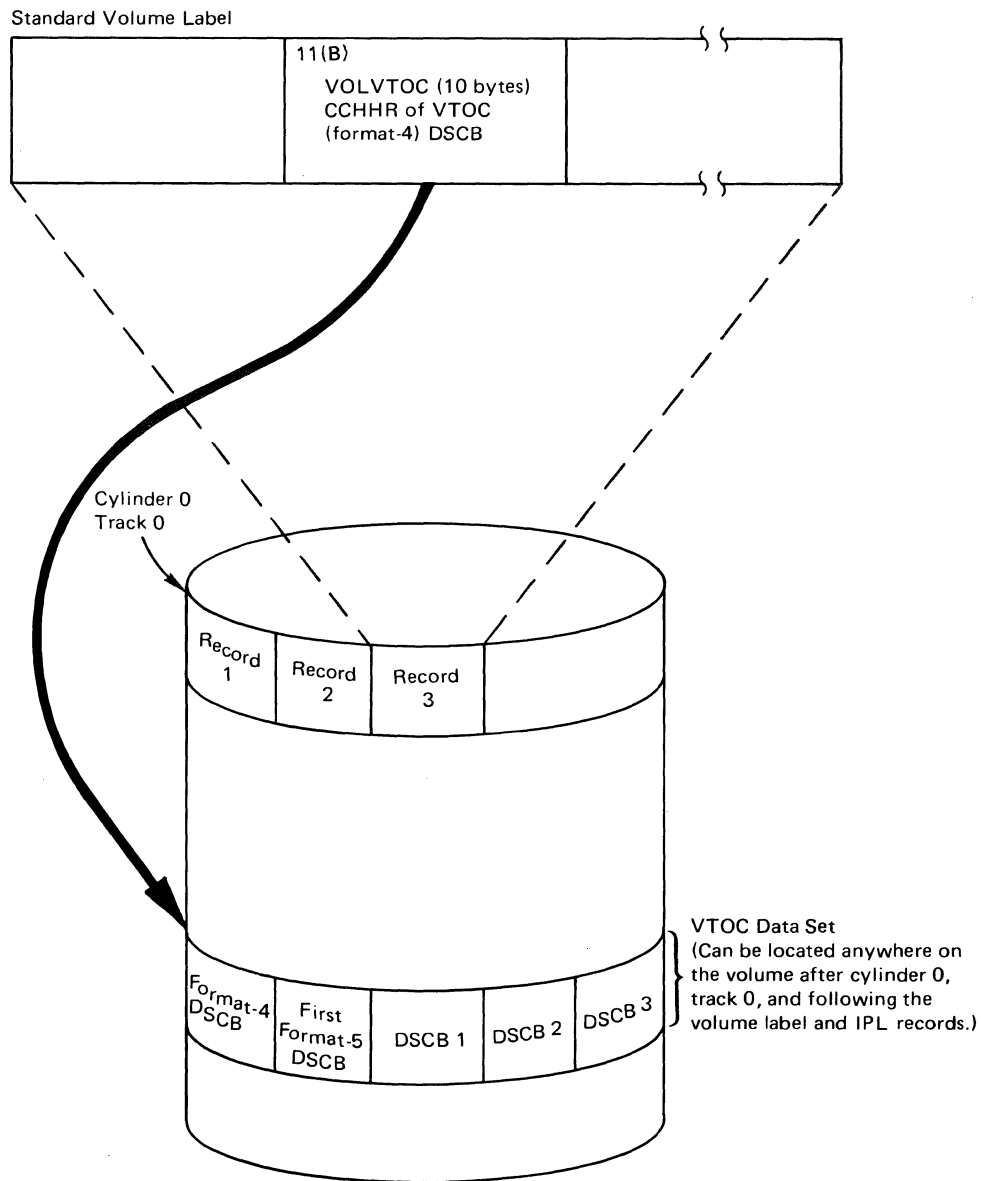 Standard Volume Label
11(B)
VOLVTOC (10 bytes)
CCHHR of VTOC
(format-4) DSCB
Cylinder 0
Track 0
Record
1
Record
2
Record
3
VTOC Data Set
(Can be located anywhere on
the volume after cylinder 0,
track 0, and following the
volume label and IPL records.)
Format-4
DSCB
First
Format-5
DSCB
DSCB 1
DSCB 2
DSCB 3